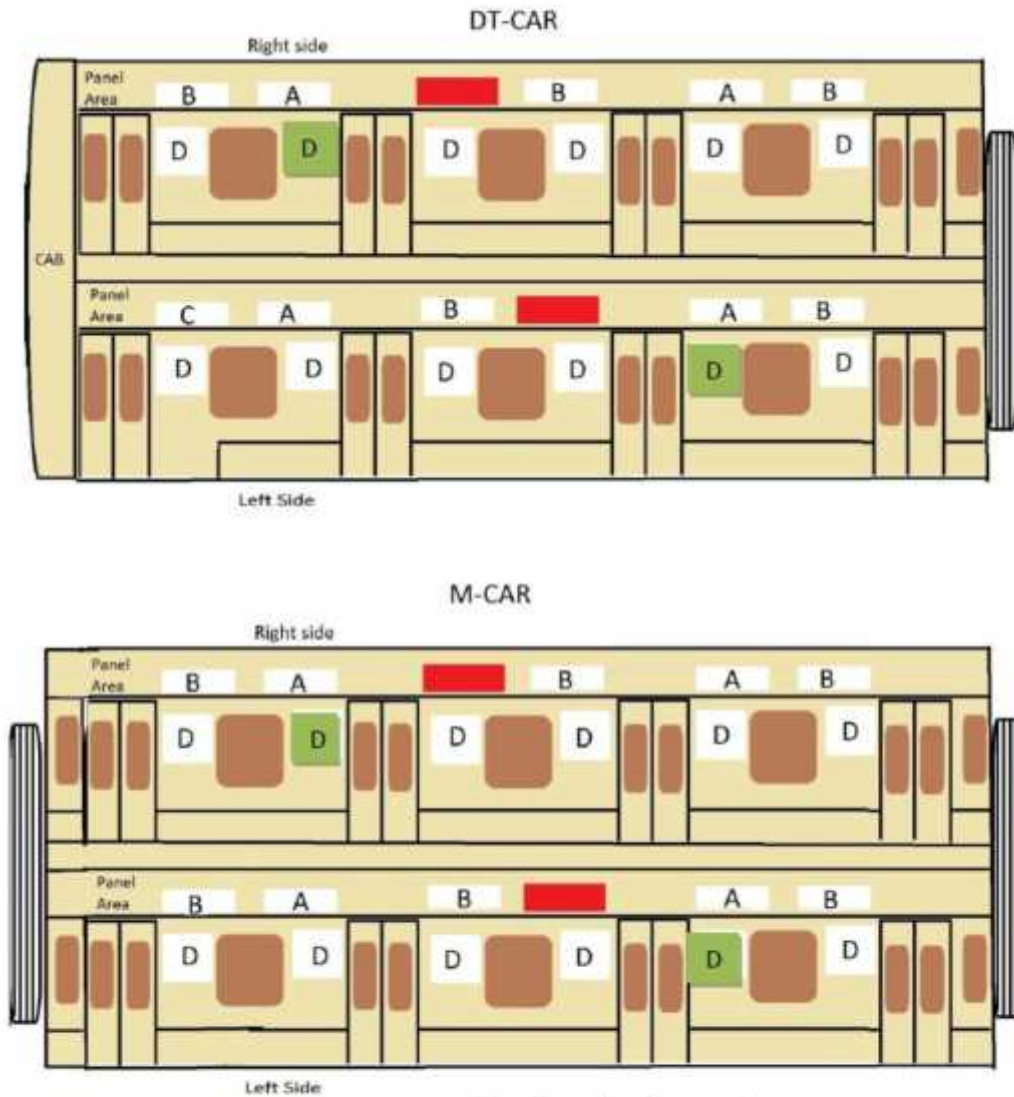 DT-CAR
Right side
Panel
Area
B A B A B
D D D D D D
CAB
Panel
Area
C A B A B
D D D D D D
Left Side
M-CAR
Right side
Panel
Area
B A B A B
D D D D D D
Panel
Area
B A B A B
D D D D D D
Left Side